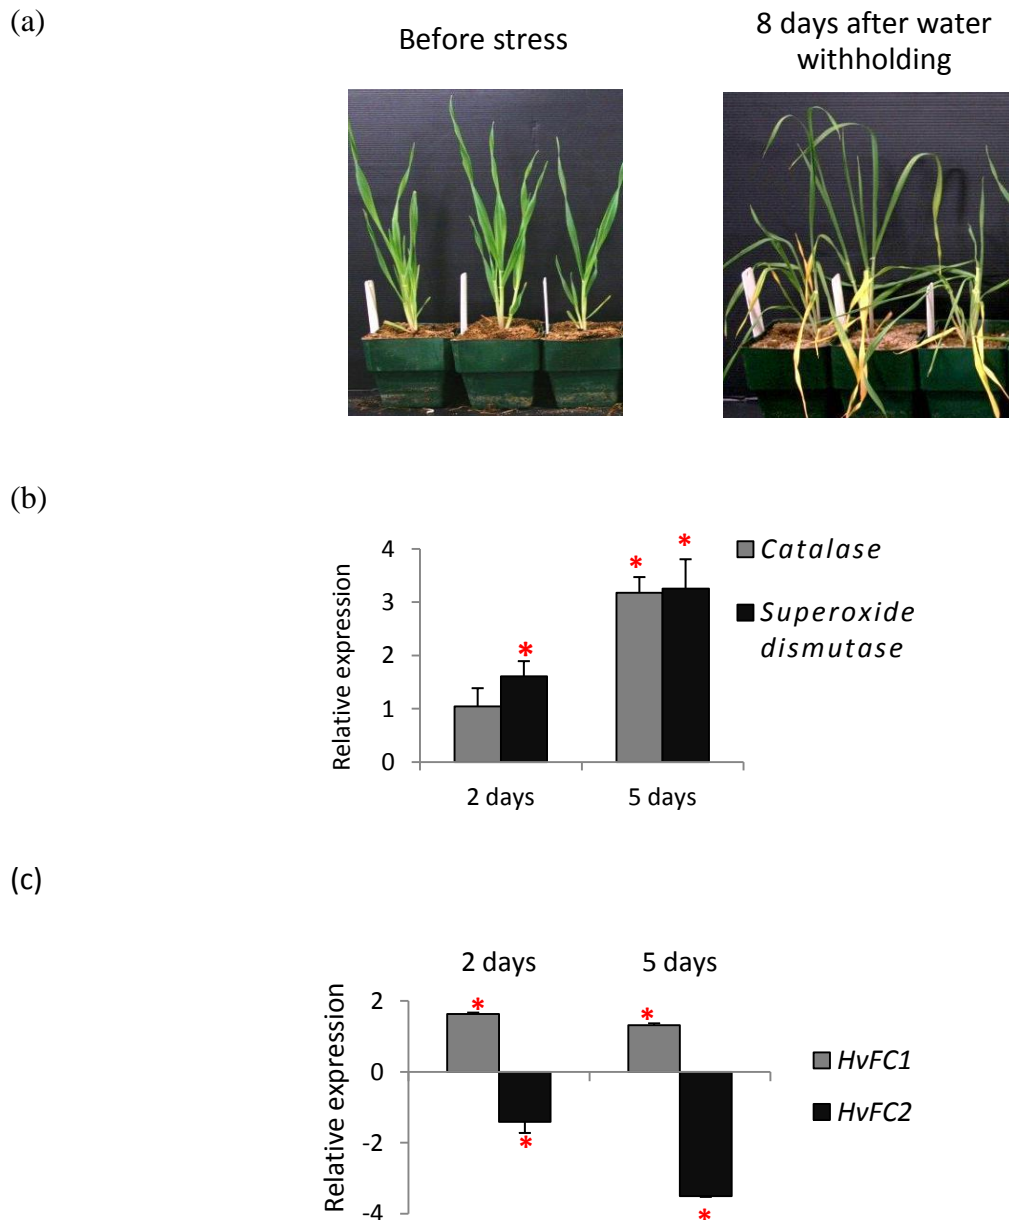 (a)
Before stress
8 days after water
withholding
(b)
Relative expression
4
3
2
1
0
*
*
*
2 days
5 days
Catalase
Superoxide
dismutase
(c)
2 days
5 days
Relative expression
2
0
-2
-4
*
*
*
*
HvFC1
HvFC2